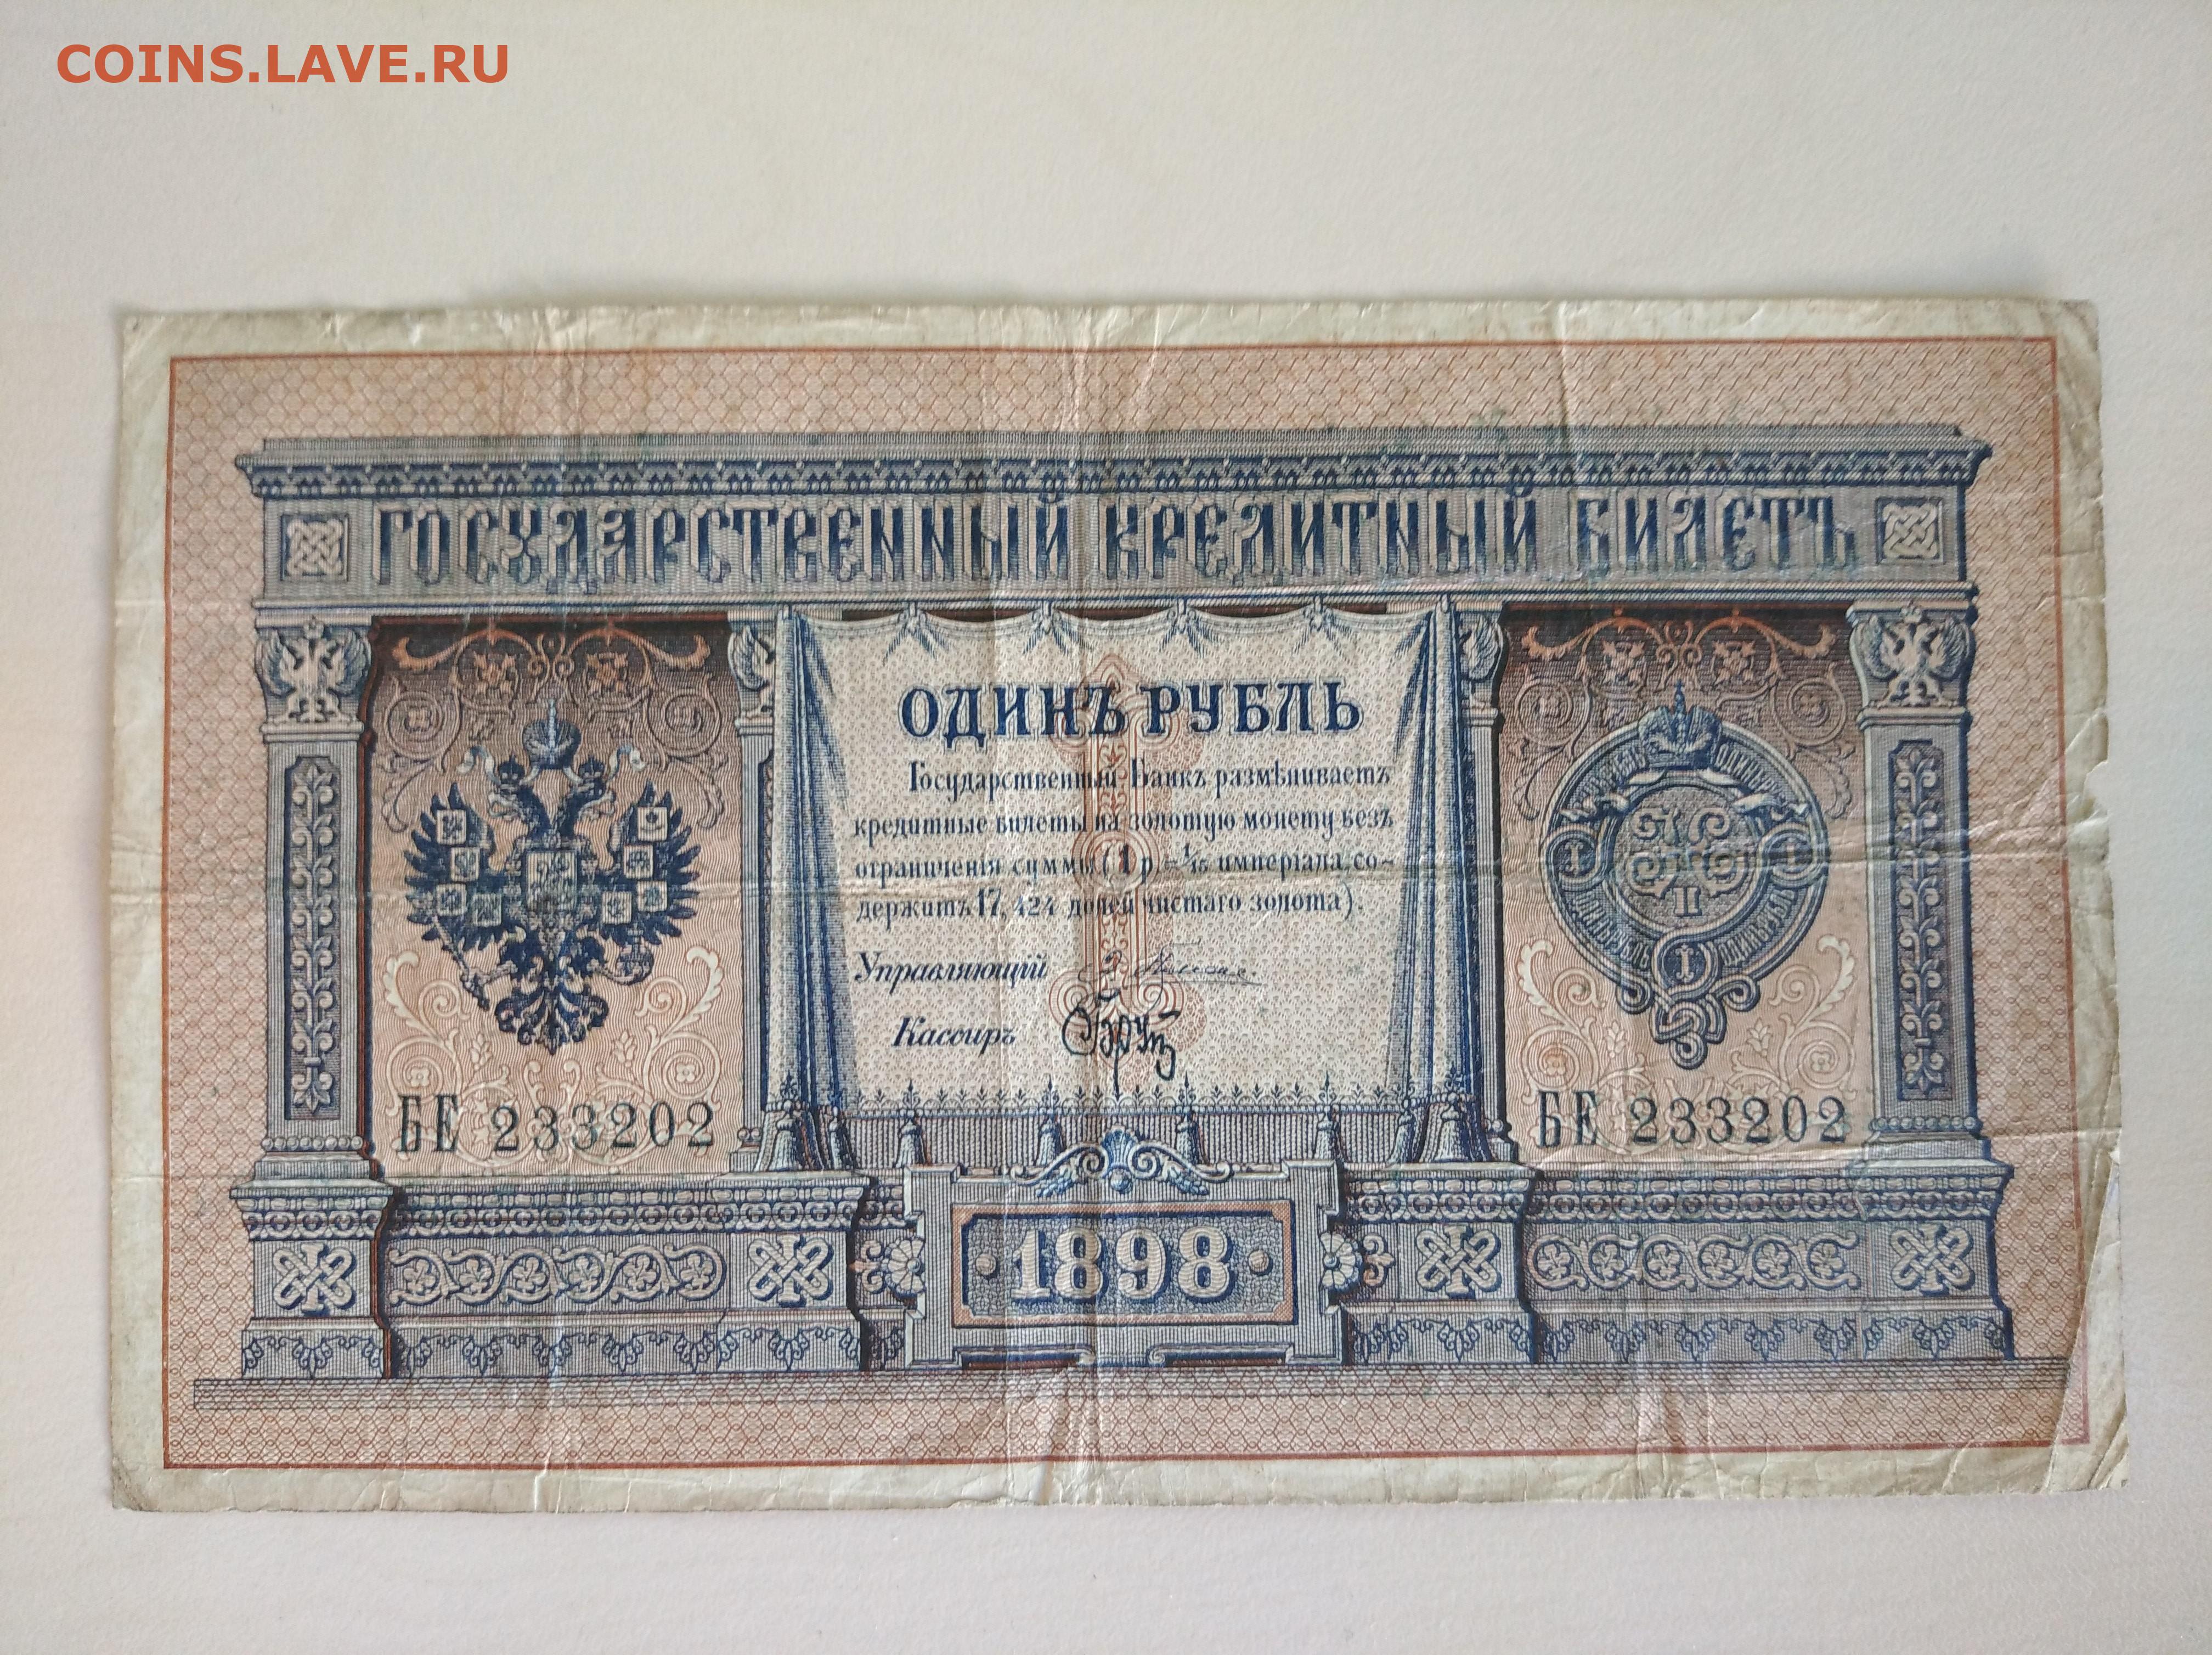 COINS.LAVE.RU
ГОСУДАРСТВЕННЫЙ КРЕДИТНЫЙ БИЛЕТЪ
ОДИНЪ РУБЛЬ
Государственный Банкъ размѣниваетъ
кредитные билеты на золотую монету безъ
ограниченія суммы (1 р. = 1/15 имперіала, со-
держитъ 17,424 долей чистаго золота).
Управляющій
Кассиръ
БЕ 233202
БЕ 233202
1898